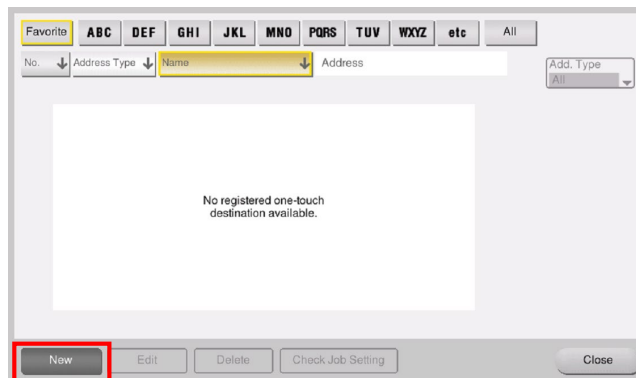 Favorite ABC DEF GHI JKL MNO PQRS TUV WXYZ etc All
No. Address Type Name Address
Add. Type
All
No registered one-touch
destination available.
New Edit Delete Check Job Setting Close